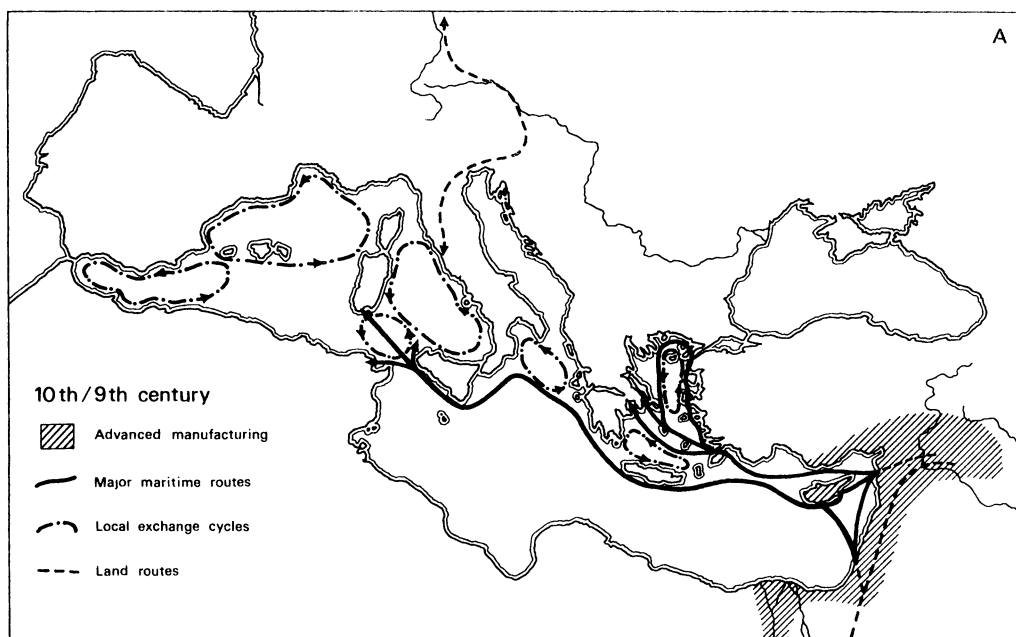 A
10th/9th century
Advanced manufacturing
Major maritime routes
Local exchange cycles
Land routes